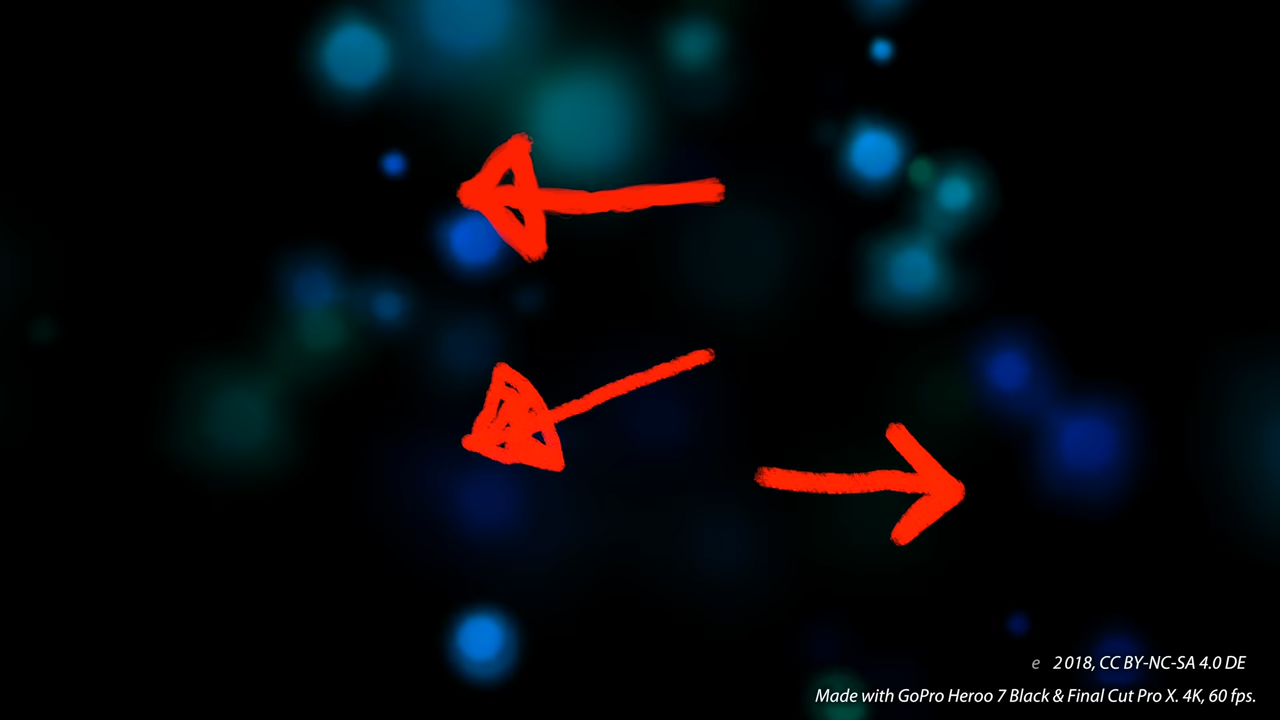 e 2018, CC BY-NC-SA 4.0 DE
Made with GoPro Heroo 7 Black & Final Cut Pro X. 4K, 60 fps.